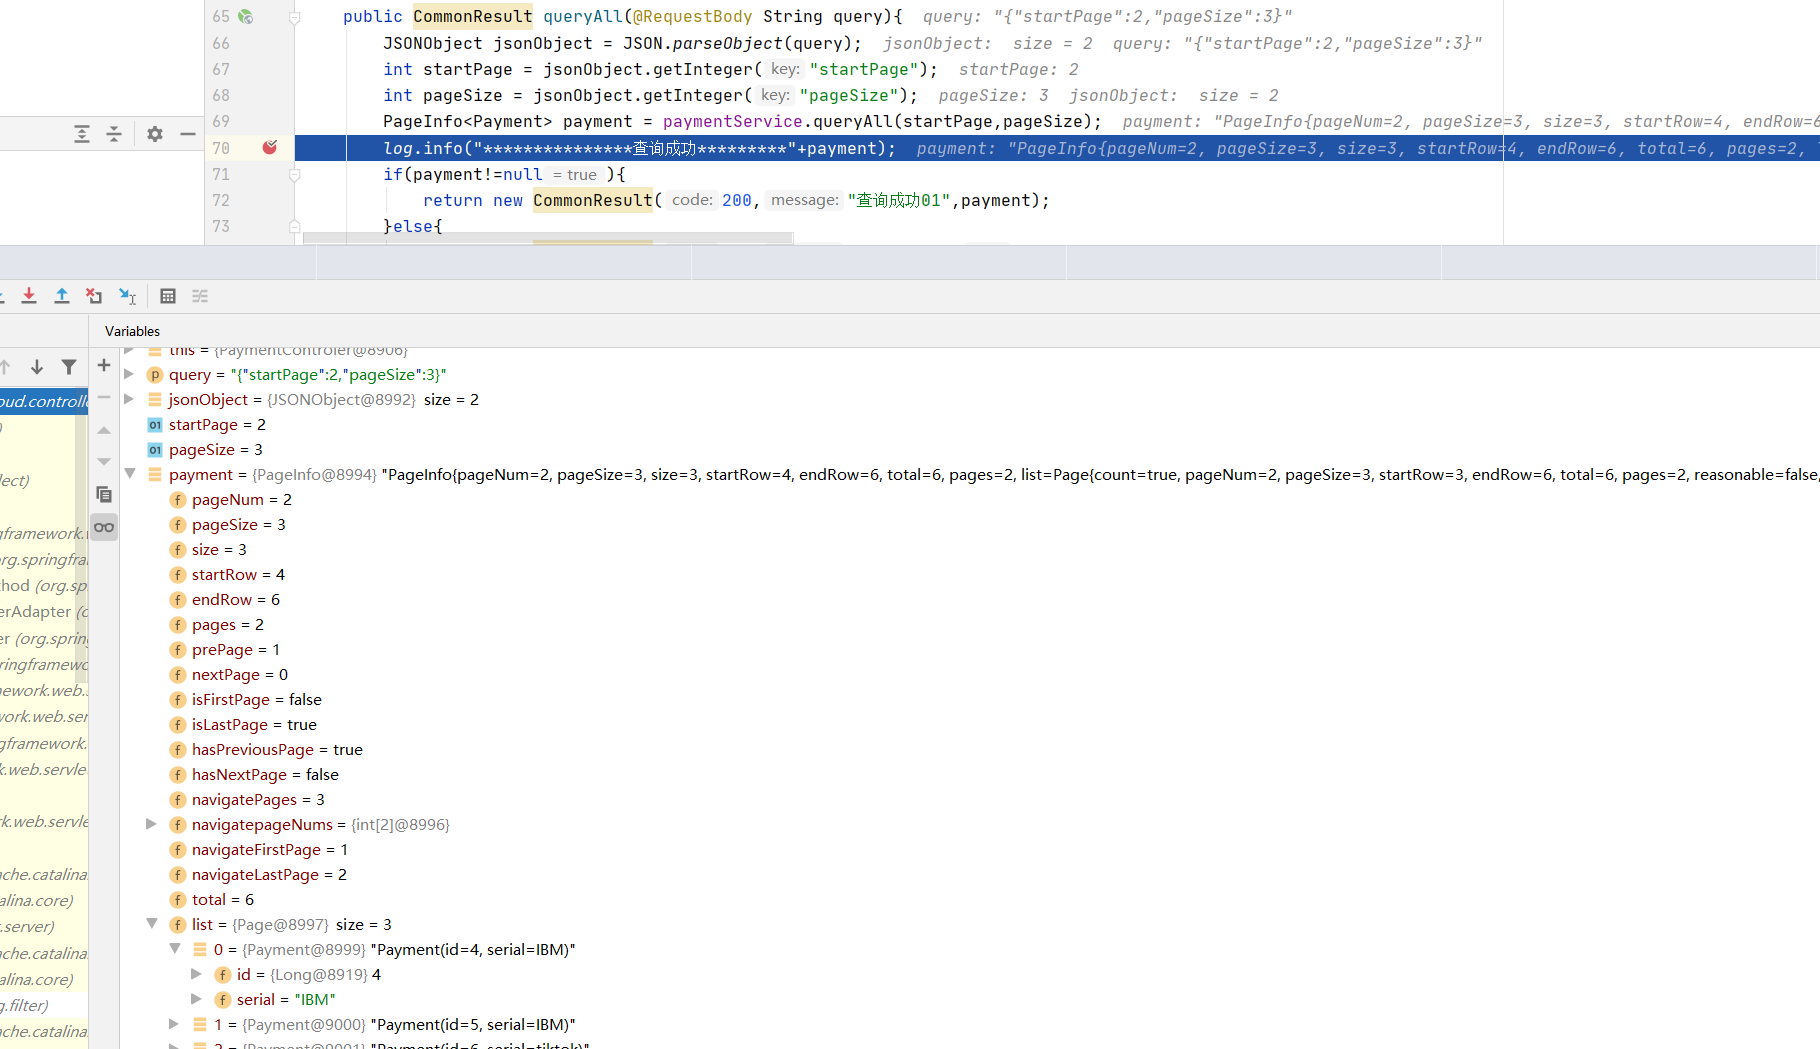 65 public CommonResult queryAll(@RequestBody String query){ query: "{"startPage":2,"pageSize":3}"
66 JSONObject jsonObject = JSON.parseObject(query); jsonObject: size = 2 query: "{"startPage":2,"pageSize":3}"
67 int startPage = jsonObject.getInteger( key: "startPage"); startPage: 2
68 int pageSize = jsonObject.getInteger( key: "pageSize"); pageSize: 3 jsonObject: size = 2
69 PageInfo<Payment> payment = paymentService.queryAll(startPage,pageSize); payment: "PageInfo{pageNum=2, pageSize=3, size=3, startRow=4, endRow=6
70 log.info("***************查询成功*********"+payment); payment: "PageInfo{pageNum=2, pageSize=3, size=3, startRow=4, endRow=6, total=6, pages=2, l
71 if(payment!=null = true ){
72 return new CommonResult( code: 200, message: "查询成功01",payment);
73 }else{
Variables
this = {PaymentControler@8906}
query = "{"startPage":2,"pageSize":3}"
oud.controlle
jsonObject = {JSONObject@8992} size = 2
)
startPage = 2
pageSize = 3
payment = {PageInfo@8994} "PageInfo{pageNum=2, pageSize=3, size=3, startRow=4, endRow=6, total=6, pages=2, list=Page{count=true, pageNum=2, pageSize=3, startRow=3, endRow=6, total=6, pages=2, reasonable=false,
lect)
pageNum = 2
pageSize = 3
gframework.
size = 3
org.springfra
startRow = 4
thod (org.sp
endRow = 6
erAdapter (o
pages = 2
er (org.spring
prePage = 1
ringframewo
nextPage = 0
nework.web.s
isFirstPage = false
work.web.ser
isLastPage = true
gframework.
hasPreviousPage = true
k.web.servle
hasNextPage = false
navigatePages = 3
rk.web.servle
navigatepageNums = {int[2]@8996}
navigateFirstPage = 1
che.catalina
navigateLastPage = 2
alina.core)
total = 6
.server)
list = {Page@8997} size = 3
che.catalina
0 = {Payment@8999} "Payment(id=4, serial=IBM)"
alina.core)
id = {Long@8919} 4
g.filter)
serial = "IBM"
che.catalina
1 = {Payment@9000} "Payment(id=5, serial=IBM)"
2 = {Payment@9001} "Payment(id=6, serial=tiktok)"